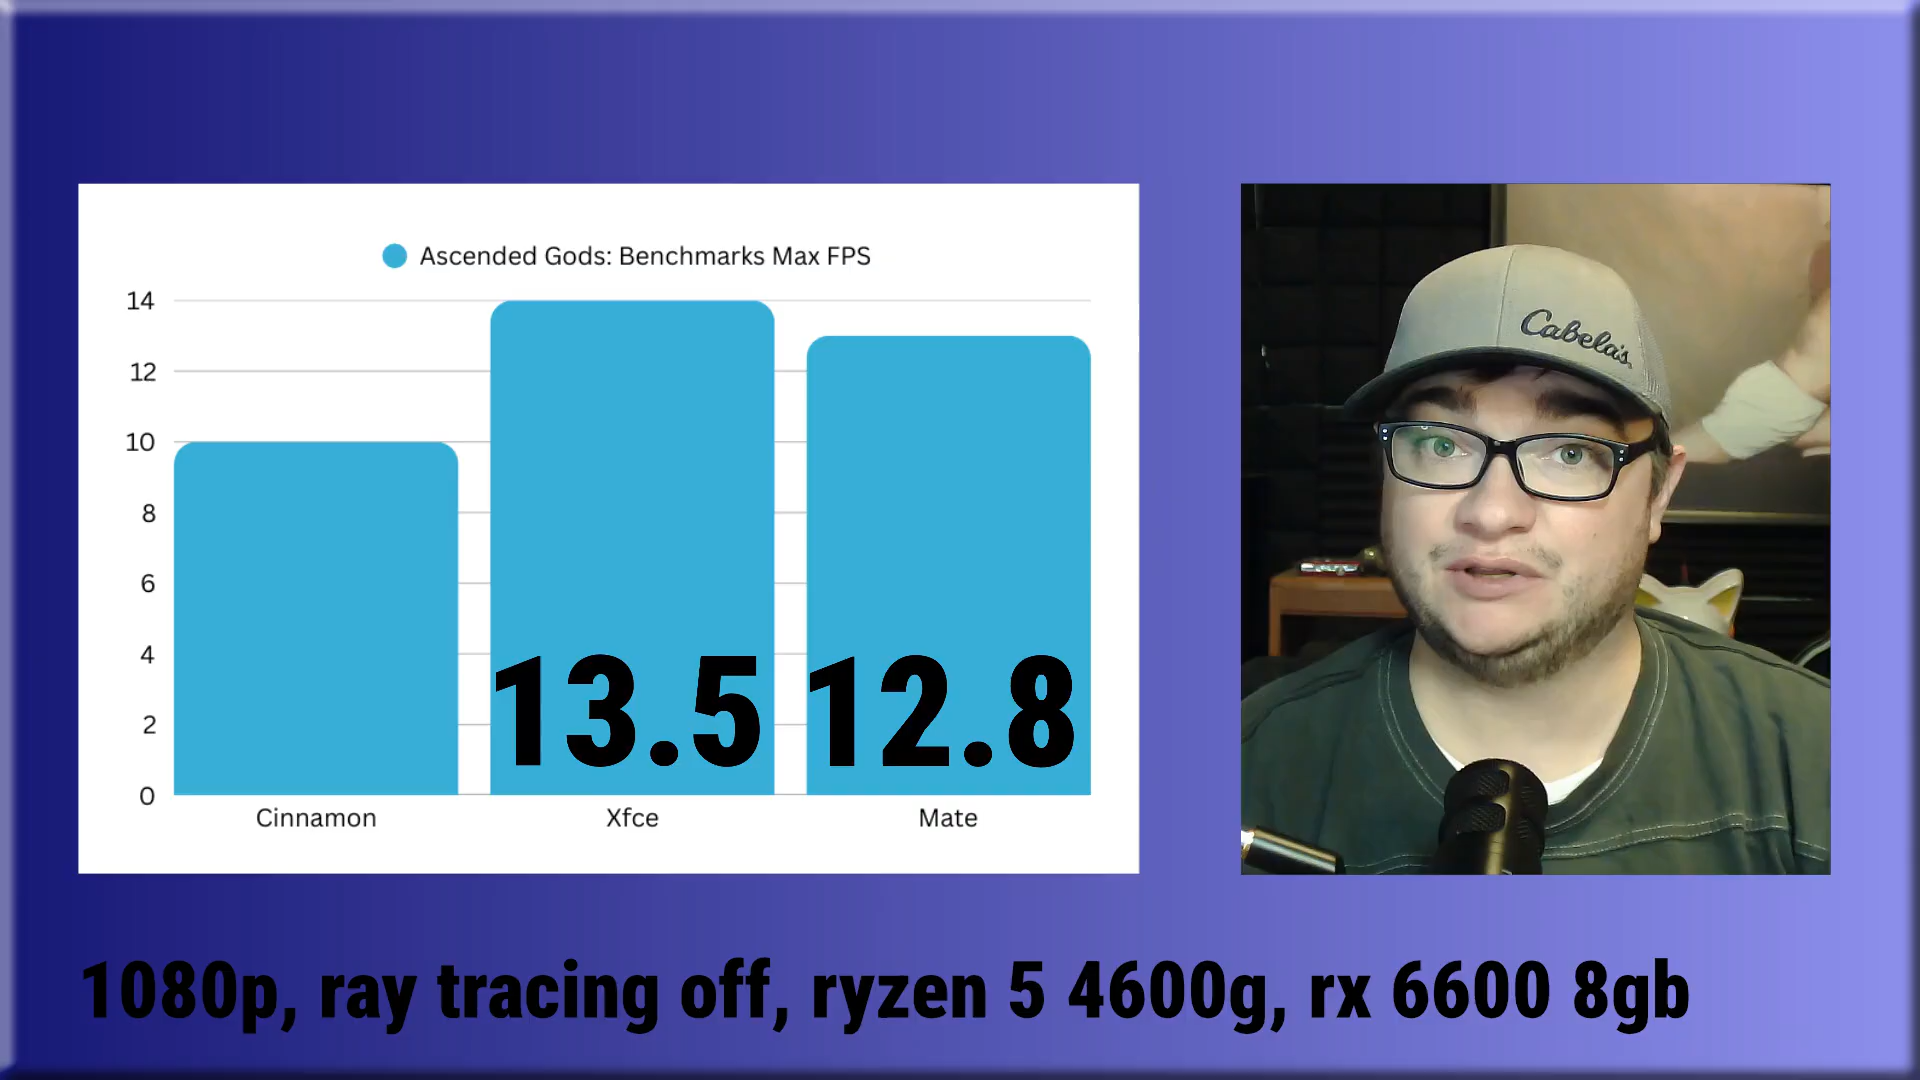 Ascended Gods: Benchmarks Max FPS
14
12
10
8
6
4
2
0
13.5
12.8
Cinnamon
Xfce
Mate
Cabela's
1080p, ray tracing off, ryzen 5 4600g, rx 6600 8gb